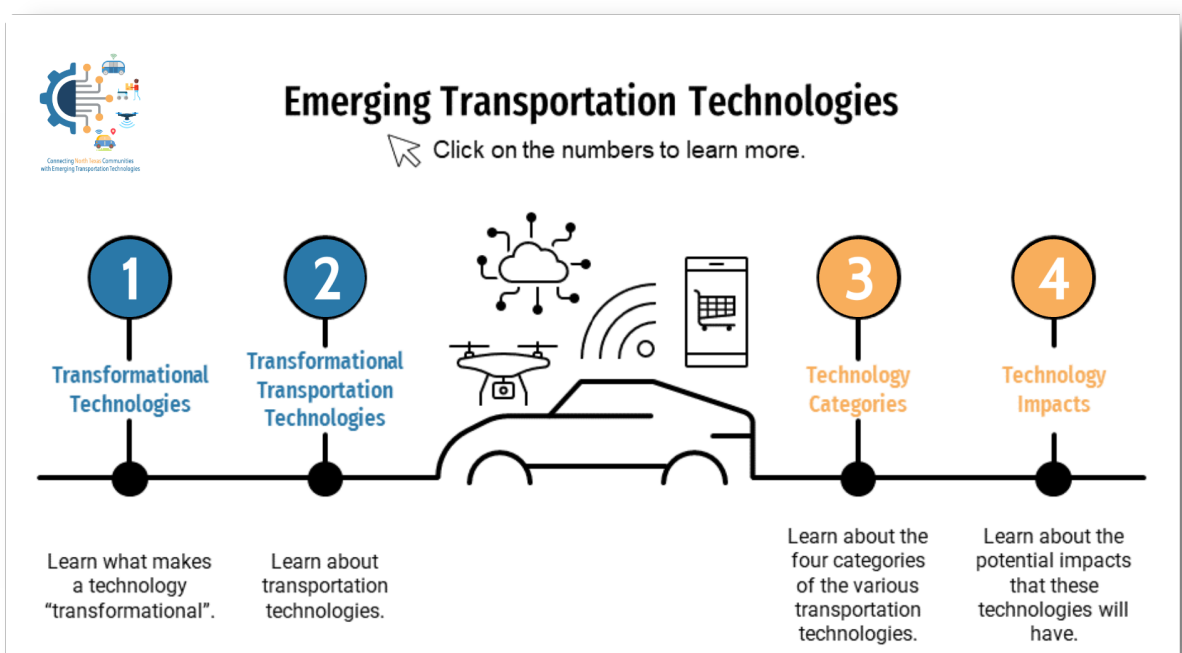 Connecting North Texas Communities
with Emerging Transportation Technologies
Emerging Transportation Technologies
Click on the numbers to learn more.
1
Transformational
Technologies
Learn what makes
a technology
“transformational”.
2
Transformational
Transportation
Technologies
Learn about
transportation
technologies.
3
Technology
Categories
Learn about the
four categories
of the various
transportation
technologies.
4
Technology
Impacts
Learn about the
potential impacts
that these
technologies will
have.